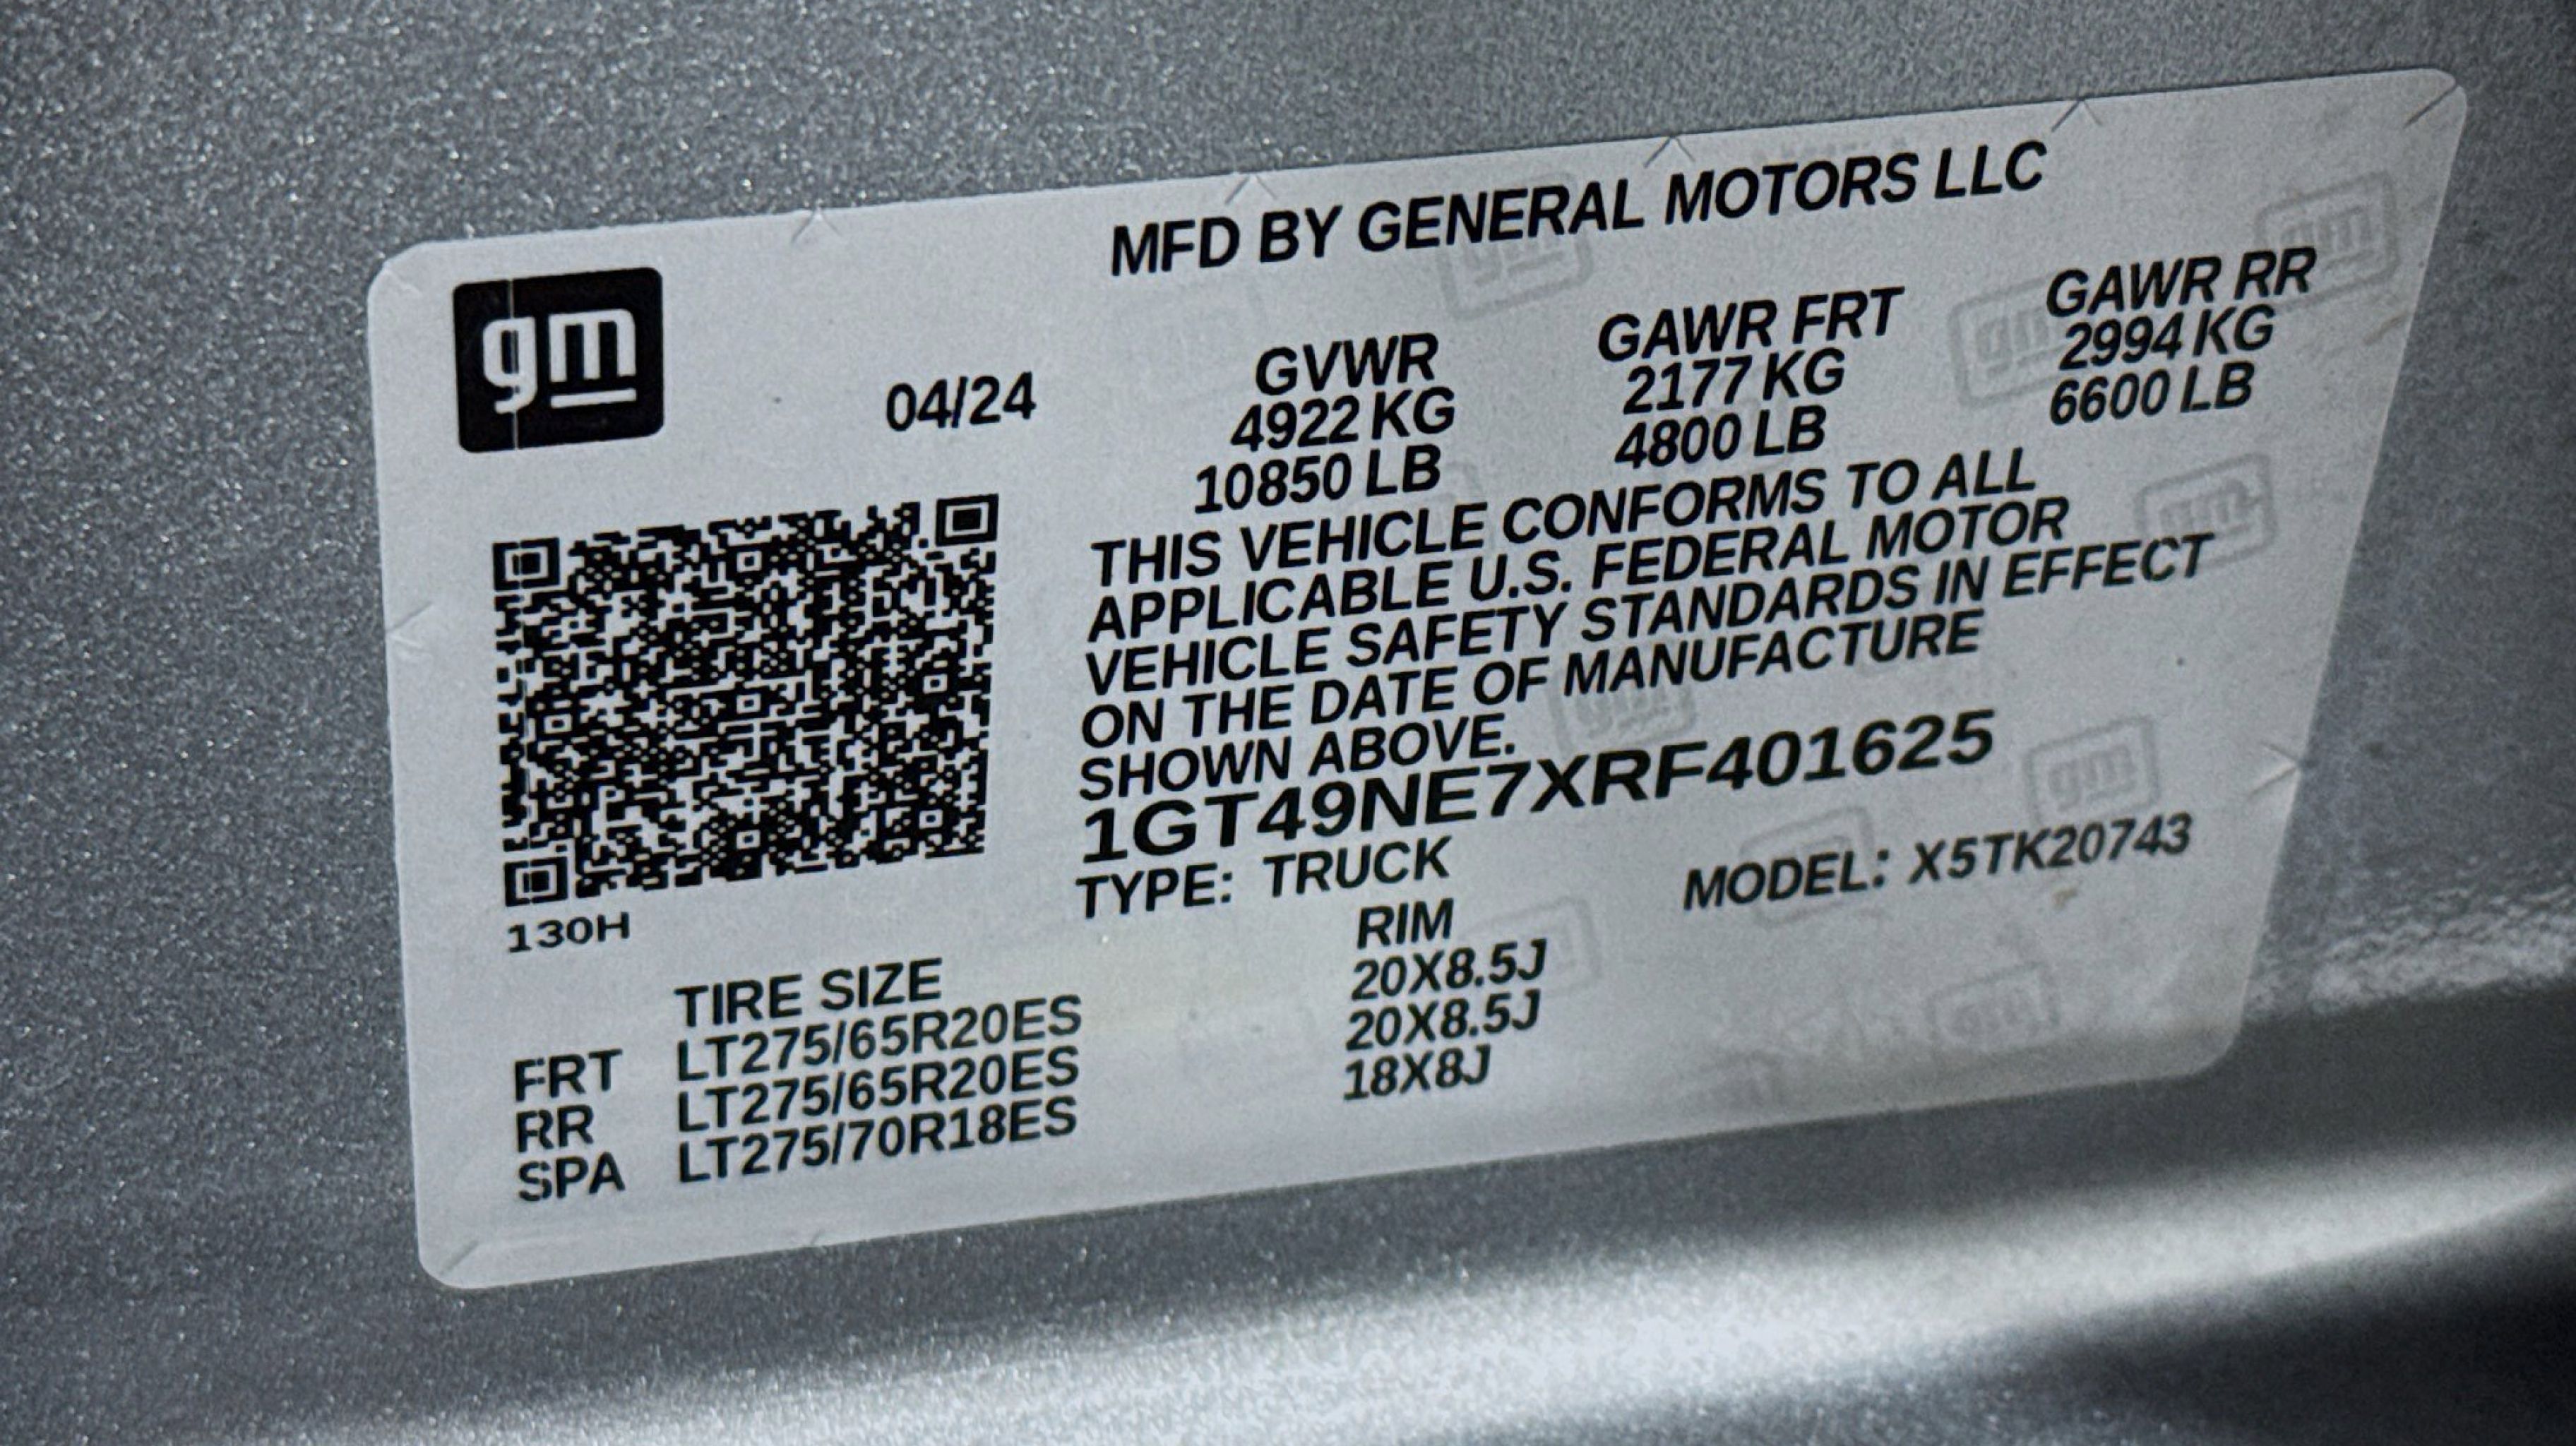 MFD BY GENERAL MOTORS LLC
gm
04/24
GVWR GAWR FRT GAWR RR
4922 KG 2177 KG 2994 KG
10850 LB 4800 LB 6600 LB
THIS VEHICLE CONFORMS TO ALL
APPLICABLE U.S. FEDERAL MOTOR
VEHICLE SAFETY STANDARDS IN EFFECT
ON THE DATE OF MANUFACTURE
SHOWN ABOVE.
1GT49NE7XRF401625
TYPE: TRUCK MODEL: X5TK20743
130H
TIRE SIZE RIM
FRT LT275/65R20ES 20X8.5J
RR LT275/65R20ES 20X8.5J
SPA LT275/70R18ES 18X8J